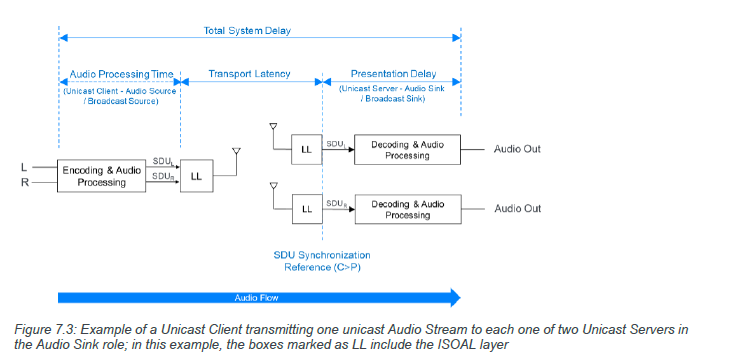 Total System Delay
Audio Processing Time
Transport Latency
Presentation Delay
(Unicast Client - Audio Source
/ Broadcast Source)
(Unicast Server - Audio Sink
/ Broadcast Sink)
L
R
Encoding & Audio
Processing
SDUL
SDUR
LL
LL
SDUL
Decoding & Audio
Processing
Audio Out
LL
SDUR
Decoding & Audio
Processing
Audio Out
SDU Synchronization
Reference (C>P)
Audio Flow
Figure 7.3: Example of a Unicast Client transmitting one unicast Audio Stream to each one of two Unicast Servers in
the Audio Sink role; in this example, the boxes marked as LL include the ISOAL layer